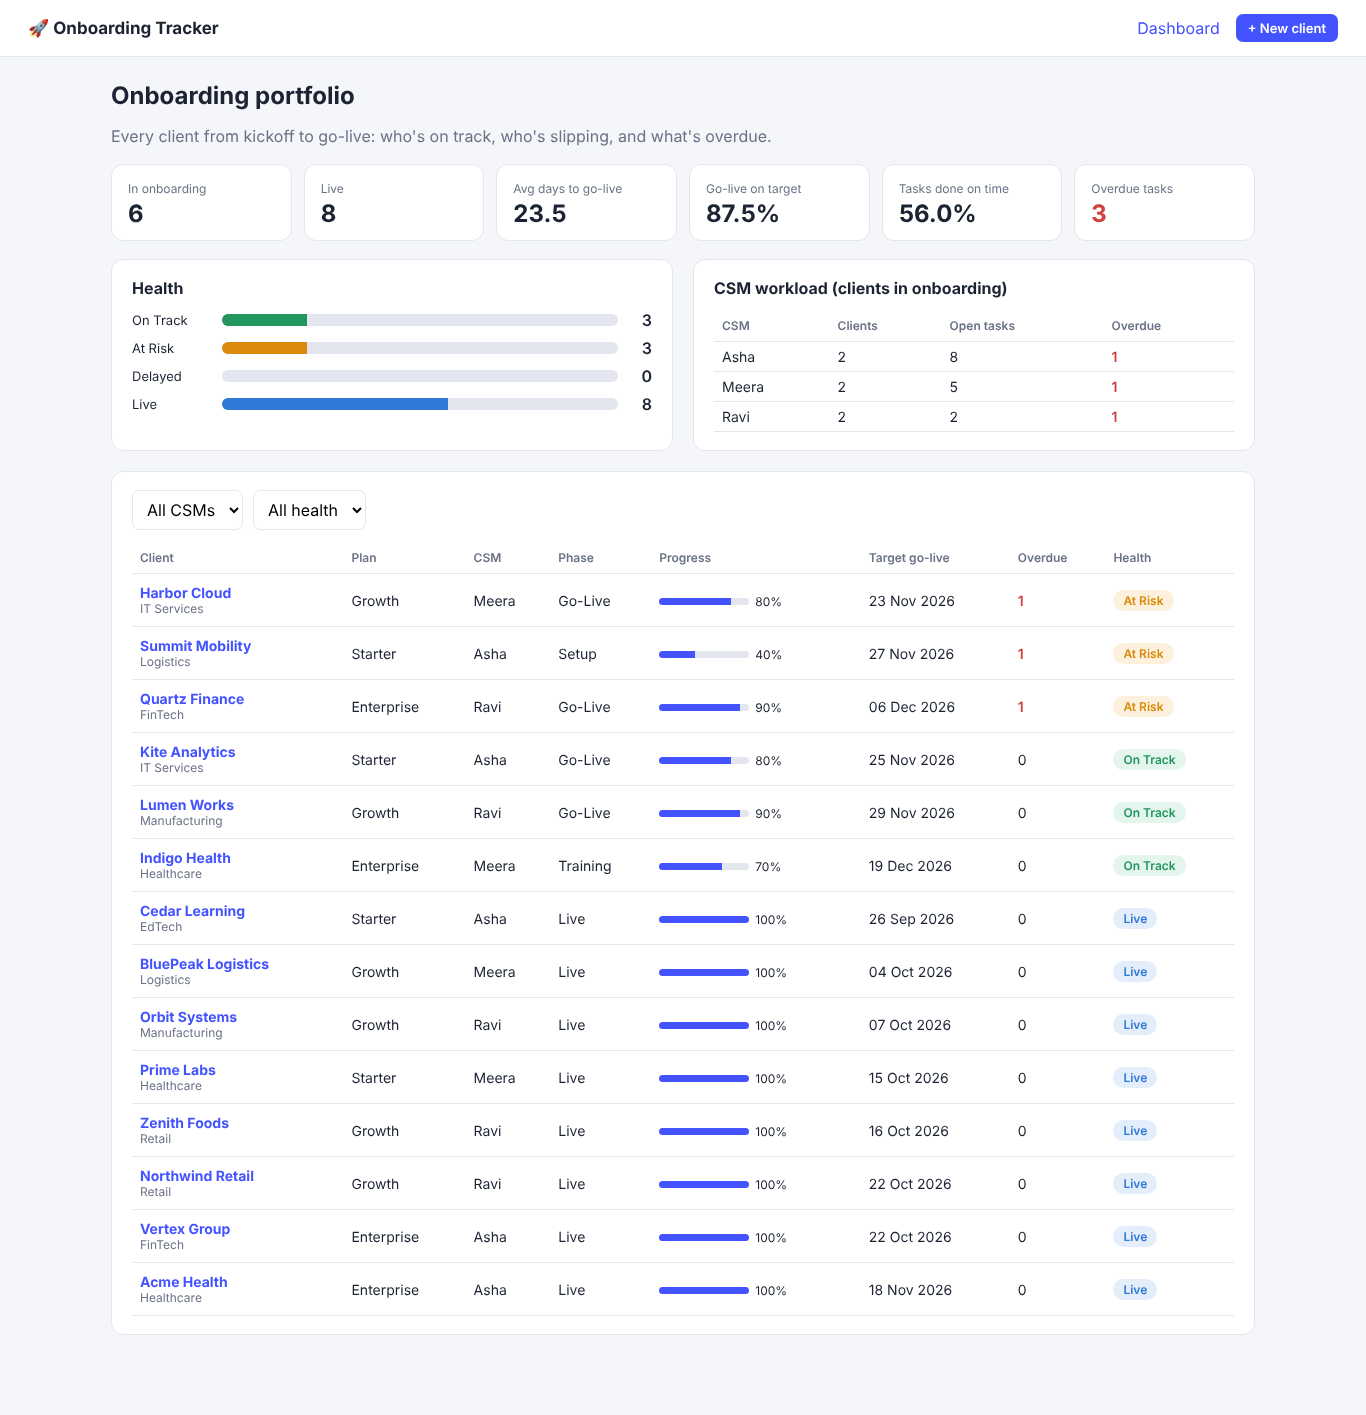 🚀 Onboarding Tracker
Dashboard
+ New client
Onboarding portfolio
Every client from kickoff to go-live: who's on track, who's slipping, and what's overdue.
In onboarding
6
Live
8
Avg days to go-live
23.5
Go-live on target
87.5%
Tasks done on time
56.0%
Overdue tasks
3
Health
On Track 3
At Risk 3
Delayed 0
Live 8
CSM workload (clients in onboarding)
CSM Clients Open tasks Overdue
Asha 2 8 1
Meera 2 5 1
Ravi 2 2 1
All CSMs All health
Client Plan CSM Phase Progress Target go-live Overdue Health
Harbor Cloud
IT Services
Growth Meera Go-Live 80% 23 Nov 2026 1 At Risk
Summit Mobility
Logistics
Starter Asha Setup 40% 27 Nov 2026 1 At Risk
Quartz Finance
FinTech
Enterprise Ravi Go-Live 90% 06 Dec 2026 1 At Risk
Kite Analytics
IT Services
Starter Asha Go-Live 80% 25 Nov 2026 0 On Track
Lumen Works
Manufacturing
Growth Ravi Go-Live 90% 29 Nov 2026 0 On Track
Indigo Health
Healthcare
Enterprise Meera Training 70% 19 Dec 2026 0 On Track
Cedar Learning
EdTech
Starter Asha Live 100% 26 Sep 2026 0 Live
BluePeak Logistics
Logistics
Growth Meera Live 100% 04 Oct 2026 0 Live
Orbit Systems
Manufacturing
Growth Ravi Live 100% 07 Oct 2026 0 Live
Prime Labs
Healthcare
Starter Meera Live 100% 15 Oct 2026 0 Live
Zenith Foods
Retail
Growth Ravi Live 100% 16 Oct 2026 0 Live
Northwind Retail
Retail
Growth Ravi Live 100% 22 Oct 2026 0 Live
Vertex Group
FinTech
Enterprise Asha Live 100% 22 Oct 2026 0 Live
Acme Health
Healthcare
Enterprise Asha Live 100% 18 Nov 2026 0 Live